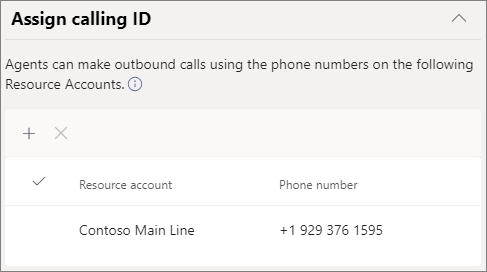 Assign calling ID
Agents can make outbound calls using the phone numbers on the following
Resource Accounts.
Resource account Phone number
Contoso Main Line +1 929 376 1595